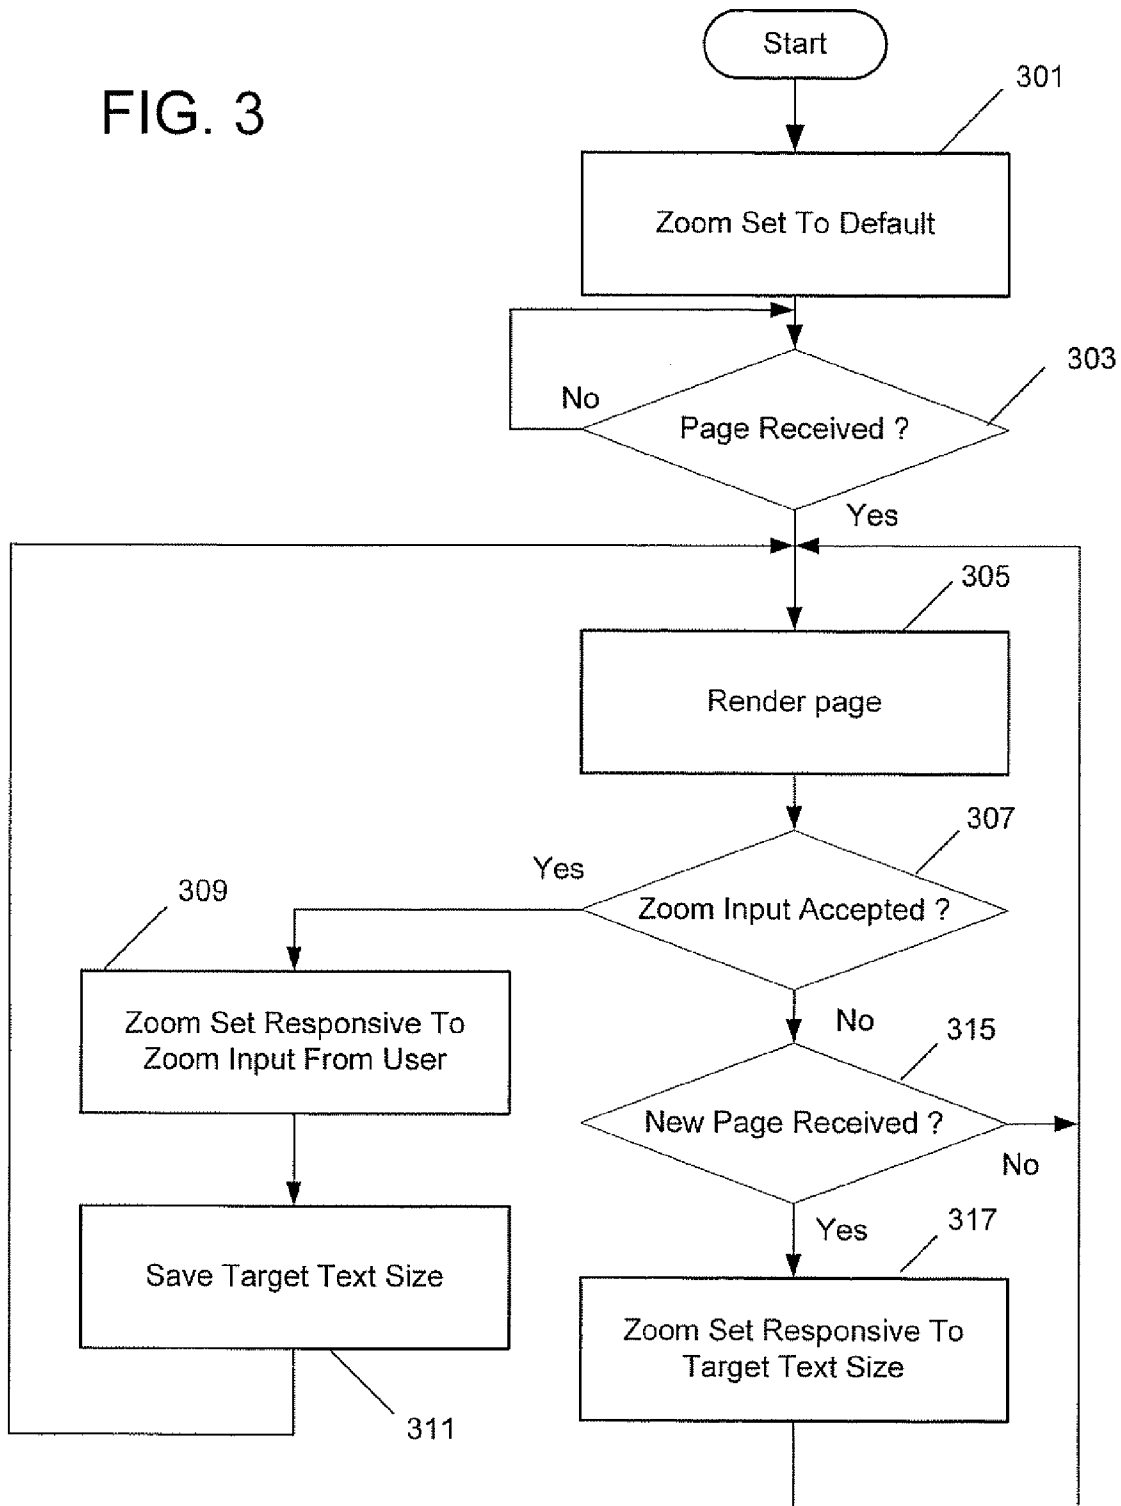 Start
FIG. 3
301
Zoom Set To Default
303
No
Page Received ?
Yes
305
Render page
307
Yes
Zoom Input Accepted ?
309
Zoom Set Responsive To
Zoom Input From User
No
315
New Page Received ?
No
Yes
317
Save Target Text Size
Zoom Set Responsive To
Target Text Size
311